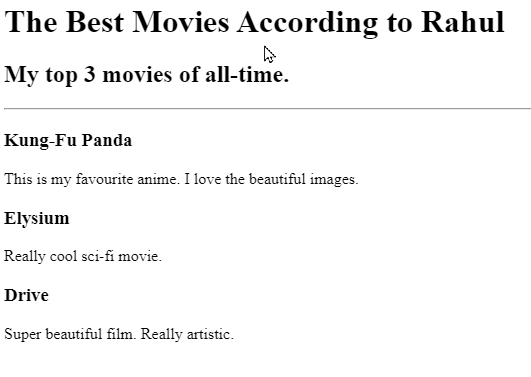 The Best Movies According to Rahul
My top 3 movies of all-time.
Kung-Fu Panda
This is my favourite anime. I love the beautiful images.
Elysium
Really cool sci-fi movie.
Drive
Super beautiful film. Really artistic.